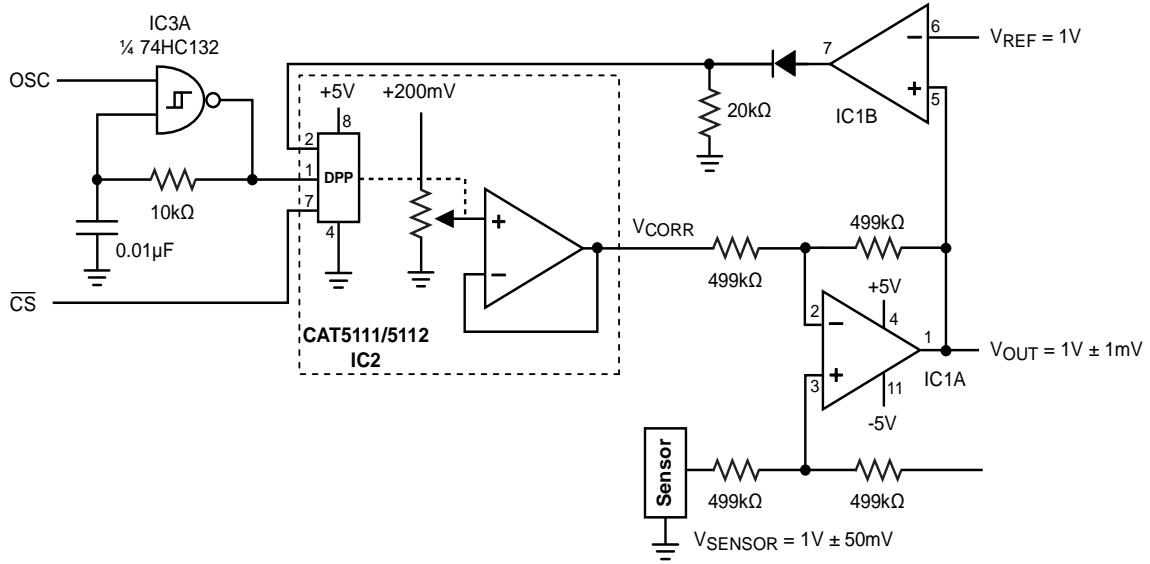 IC3A
¼ 74HC132
OSC
10kΩ
0.01µF
CS
+5V
+200mV
8
2
1
7
4
DPP
+
–
CAT5111/5112
IC2
VCORR
20kΩ
7
6
5
–
+
IC1B
VREF = 1V
499kΩ
499kΩ
+5V
2
–
4
1
3
+
11
-5V
IC1A
VOUT = 1V ± 1mV
Sensor
499kΩ
499kΩ
VSENSOR = 1V ± 50mV